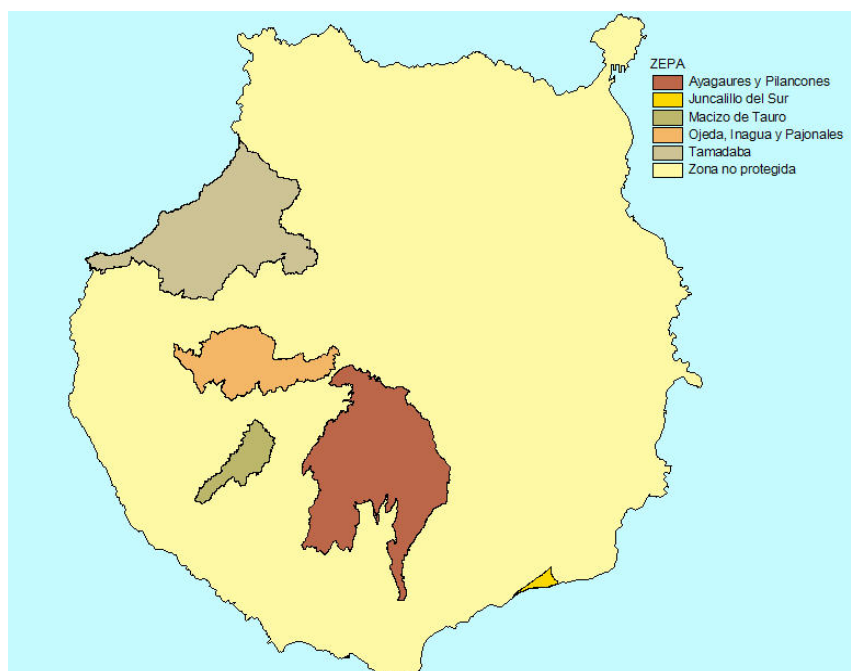 ZEPA
Ayagaures y Pilancones
Juncalillo del Sur
Macizo de Tauro
Ojeda, Inagua y Pajonales
Tamadaba
Zona no protegida